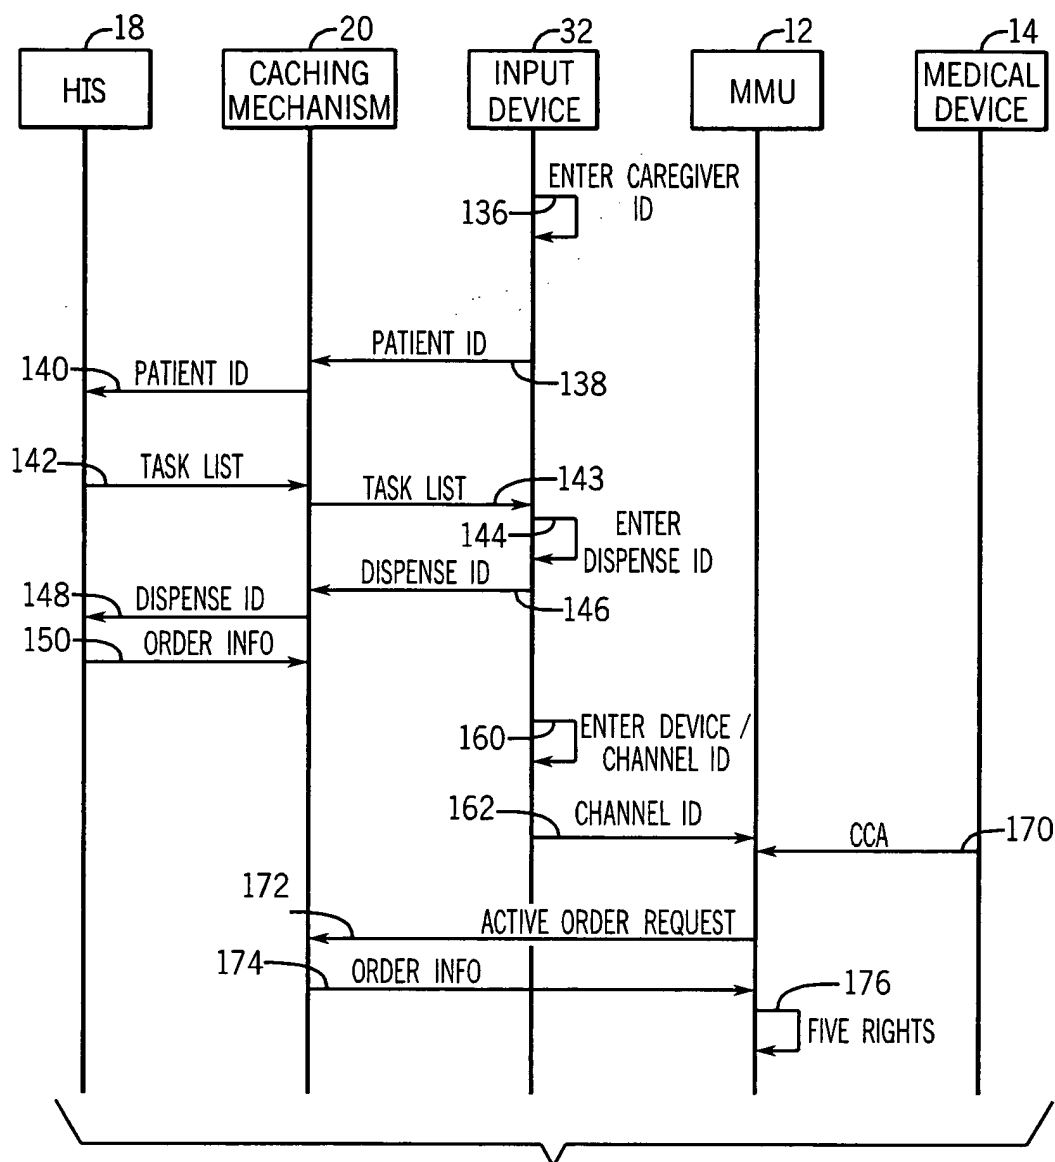 18
20
32
12
14
HIS
CACHING
MECHANISM
INPUT
DEVICE
MMU
MEDICAL
DEVICE
ENTER CAREGIVER
ID
136
PATIENT ID
138
140
PATIENT ID
142
TASK LIST
TASK LIST
143
144
ENTER
DISPENSE ID
DISPENSE ID
146
148
DISPENSE ID
150
ORDER INFO
160
ENTER DEVICE /
CHANNEL ID
162
CHANNEL ID
CCA
170
172
ACTIVE ORDER REQUEST
174
ORDER INFO
176
FIVE RIGHTS